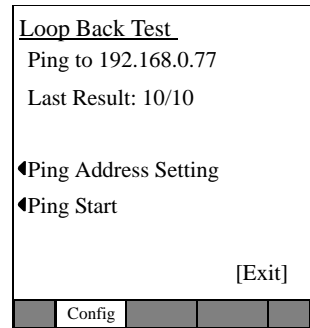 Loop Back Test
Ping to 192.168.0.77
Last Result: 10/10
Ping Address Setting
Ping Start
[Exit]
Config